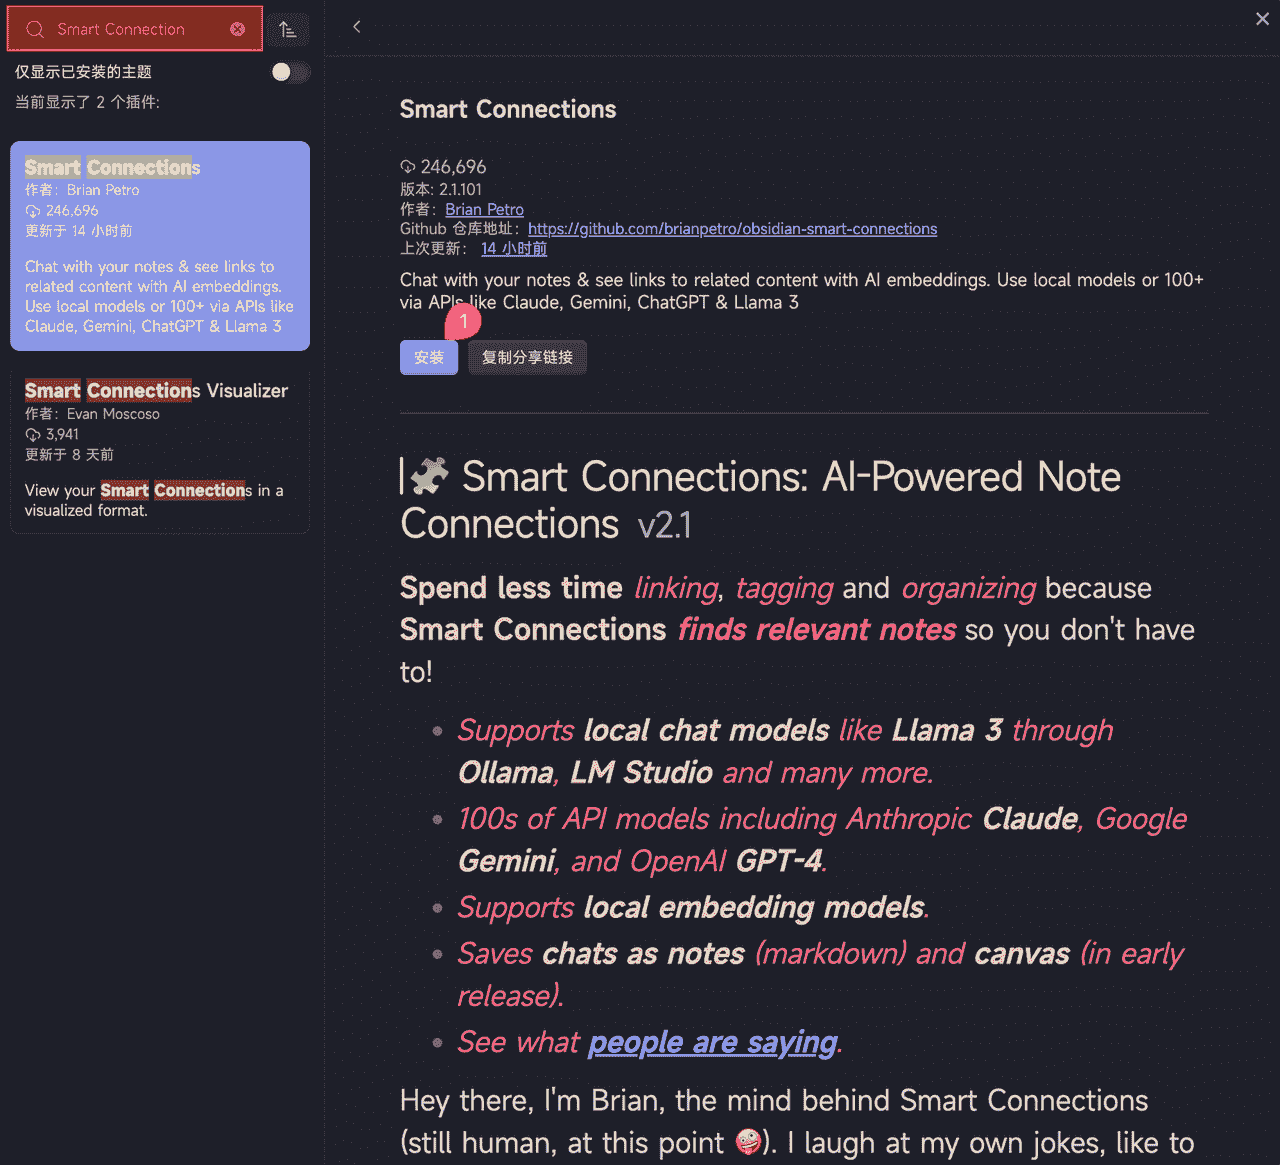 Smart Connection
仅显示已安装的主题
当前显示了 2 个插件:
Smart Connections
作者：Brian Petro
246,696
更新于 14 小时前
Chat with your notes & see links to
related content with AI embeddings.
Use local models or 100+ via APIs like
Claude, Gemini, ChatGPT & Llama 3
Smart Connections Visualizer
作者：Evan Moscoso
3,941
更新于 8 天前
View your Smart Connections in a
visualized format.
Smart Connections
246,696
版本: 2.1.101
作者：Brian Petro
Github 仓库地址：https://github.com/brianpetro/obsidian-smart-connections
上次更新： 14 小时前
Chat with your notes & see links to related content with AI embeddings. Use local models or 100+
via APIs like Claude, Gemini, ChatGPT & Llama 3
1
安装 复制分享链接
Smart Connections: AI-Powered Note
Connections v2.1
Spend less time linking, tagging and organizing because
Smart Connections finds relevant notes so you don't have
to!
Supports local chat models like Llama 3 through
Ollama, LM Studio and many more.
100s of API models including Anthropic Claude, Google
Gemini, and OpenAI GPT-4.
Supports local embedding models.
Saves chats as notes (markdown) and canvas (in early
release).
See what people are saying.
Hey there, I'm Brian, the mind behind Smart Connections
(still human, at this point 🤪). I laugh at my own jokes, like to